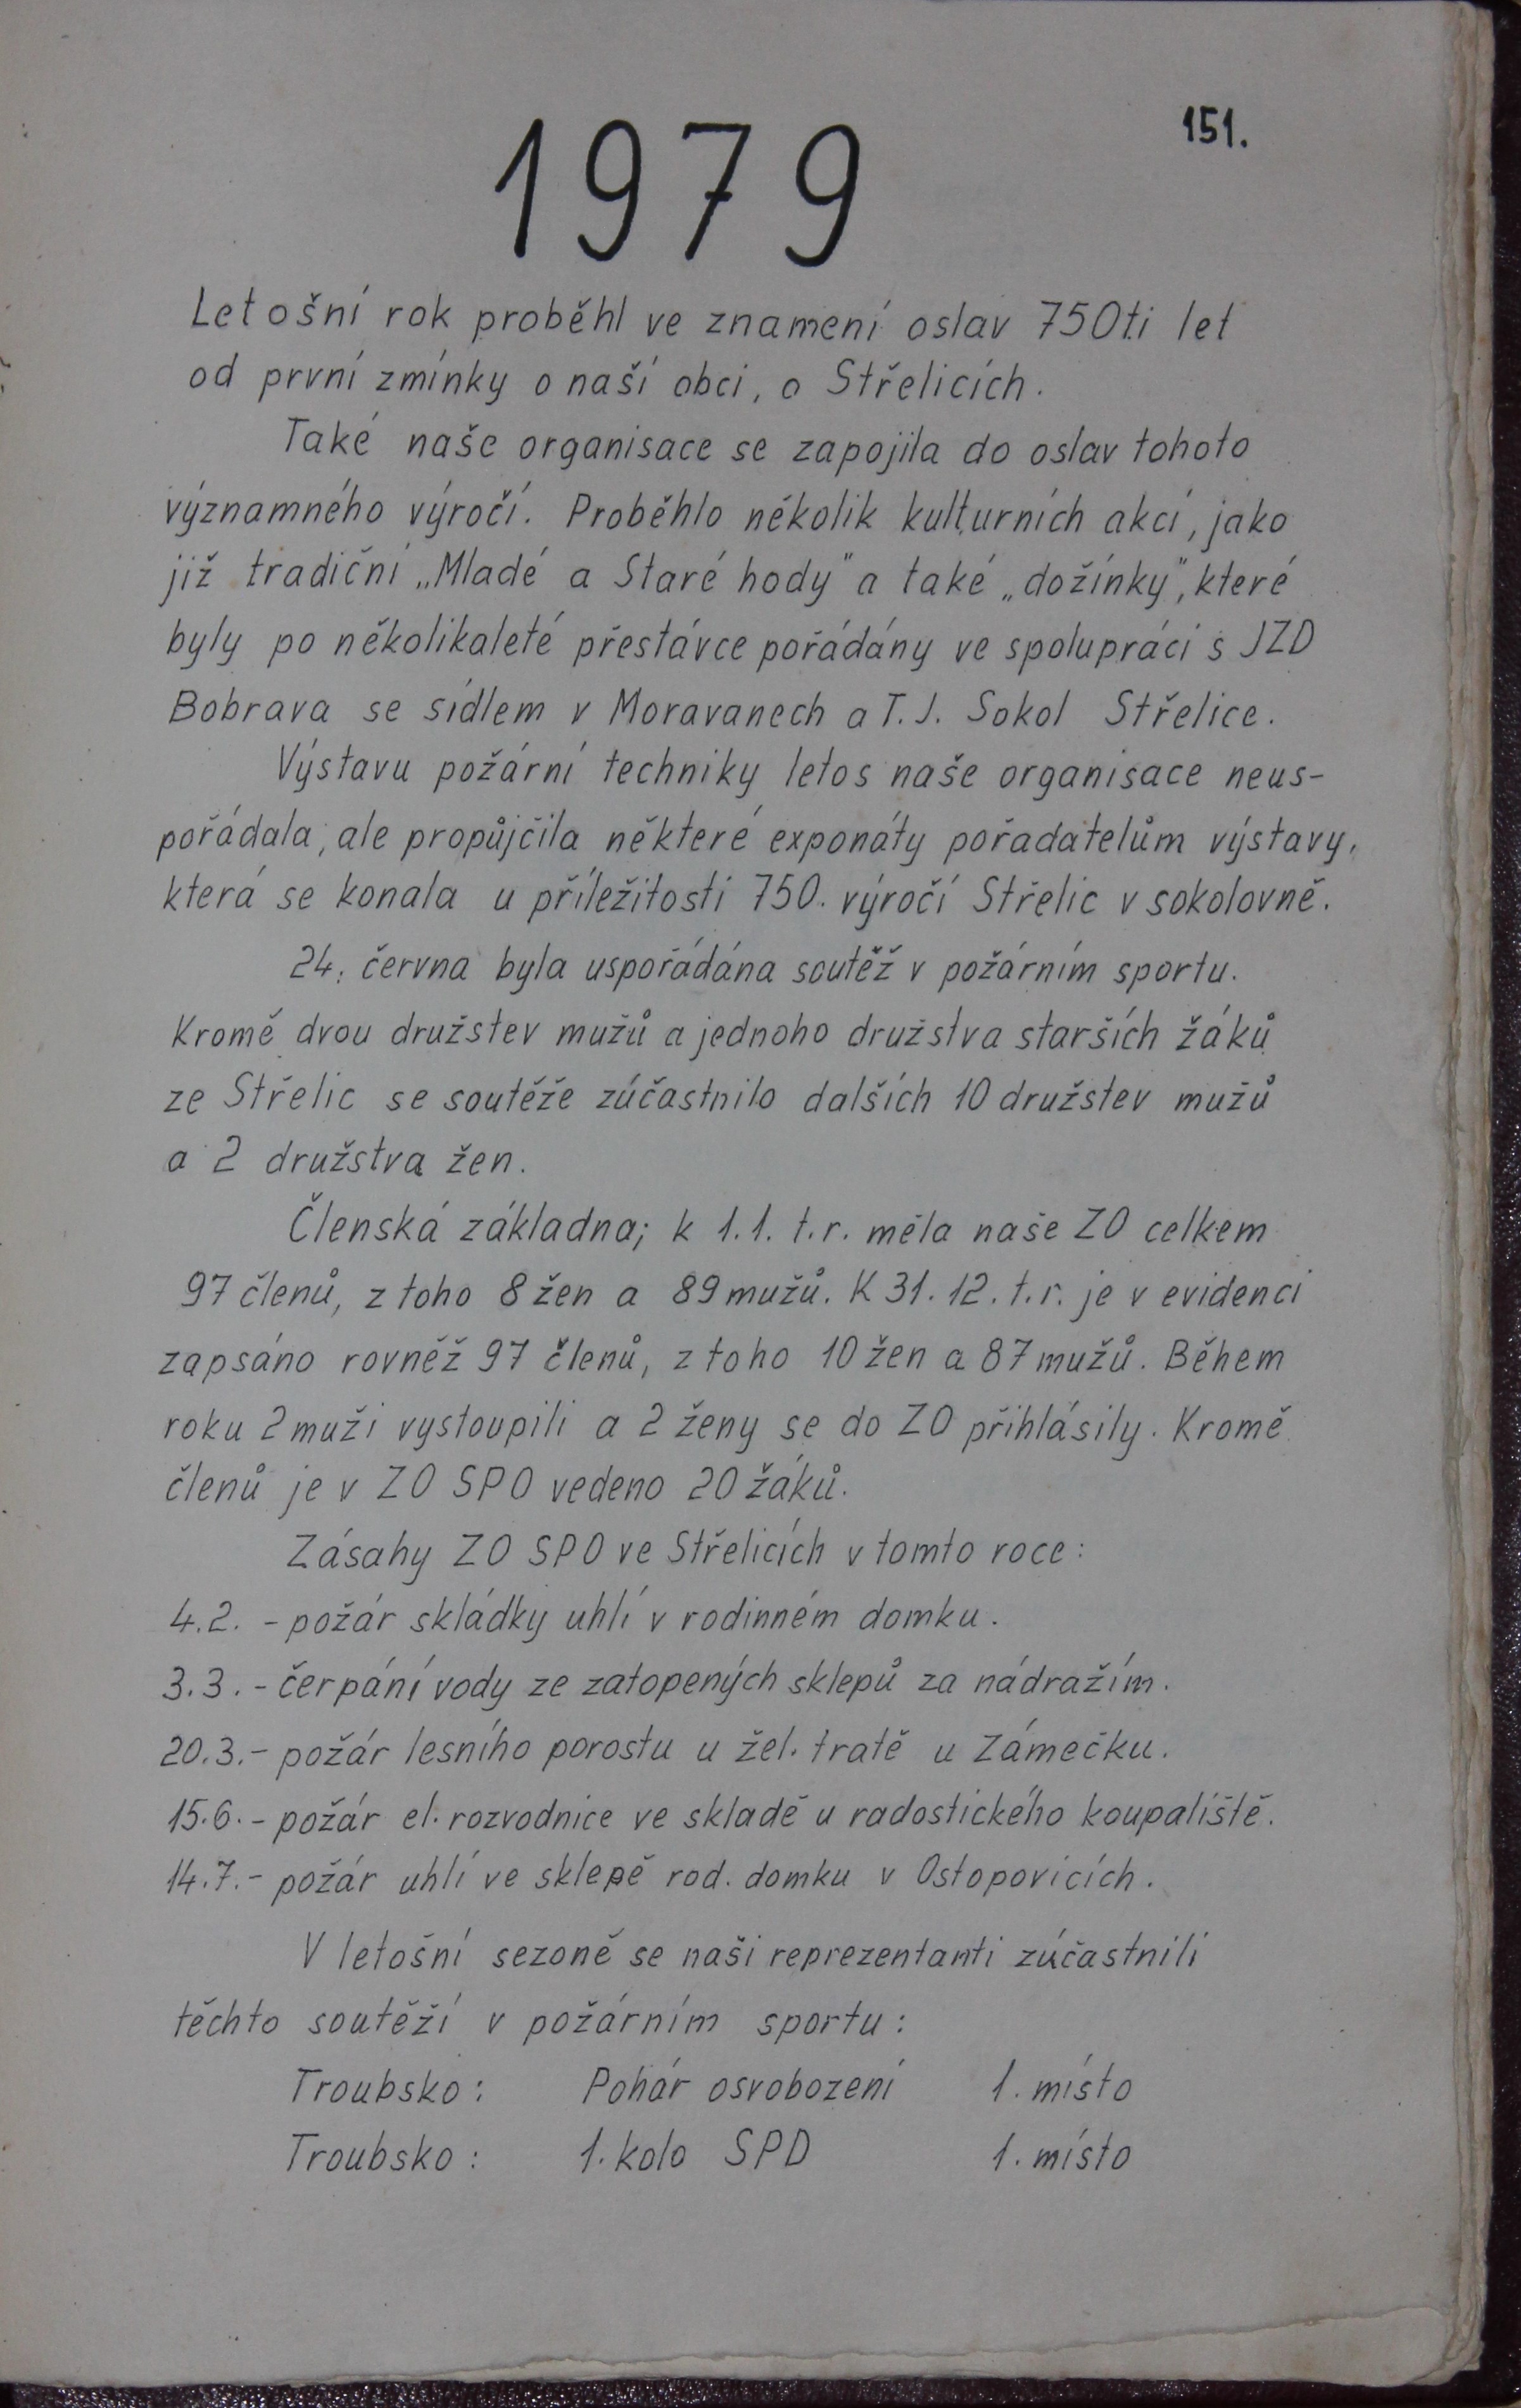 151.
1979
Letošní rok proběhl ve znamení oslav 750ti let
od první zmínky o naší obci, o Střelicích.
Také naše organisace se zapojila do oslav tohoto
významného výročí. Proběhlo několik kulturních akcí, jako
již tradiční „Mladé a Staré hody" a také „dožínky", které
byly po několikaleté přestávce pořádány ve spolupráci s JZD
Bobrava se sídlem v Moravanech a T.J. Sokol Střelice.
Výstavu požární techniky letos naše organisace neus-
pořádala, ale propůjčila některé exponáty pořadatelům výstavy,
která se konala u příležitosti 750. výročí Střelic v sokolovně.
24. června byla uspořádána soutěž v požárním sportu.
Kromě dvou družstev mužů a jednoho družstva starších žáků
ze Střelic se soutěže zúčastnilo dalších 10 družstev mužů
a 2 družstva žen.
Členská základna; k 1.1. t.r. měla naše ZO celkem
97 členů, z toho 8 žen a 89 mužů. K 31.12. t.r. je v evidenci
zapsáno rovněž 97 členů, z toho 10 žen a 87 mužů. Během
roku 2 muži vystoupili a 2 ženy se do ZO přihlásily. Kromě
členů je v ZO SPO vedeno 20 žáků.
Zásahy ZO SPO ve Střelicích v tomto roce:
4.2. - požár skládky uhlí v rodinném domku.
3.3. - čerpání vody ze zatopených sklepů za nádražím.
20.3. - požár lesního porostu u žel. tratě u Zámečku.
15.6. - požár el. rozvodnice ve skladě u radostického koupaliště.
14.7. - požár uhlí ve sklepě rod. domku v Ostopovicích.
V letošní sezoně se naši reprezentanti zúčastnili
těchto soutěží v požárním sportu:
Troubsko: Pohár osvobození 1. místo
Troubsko: 1. kolo SPD 1. místo